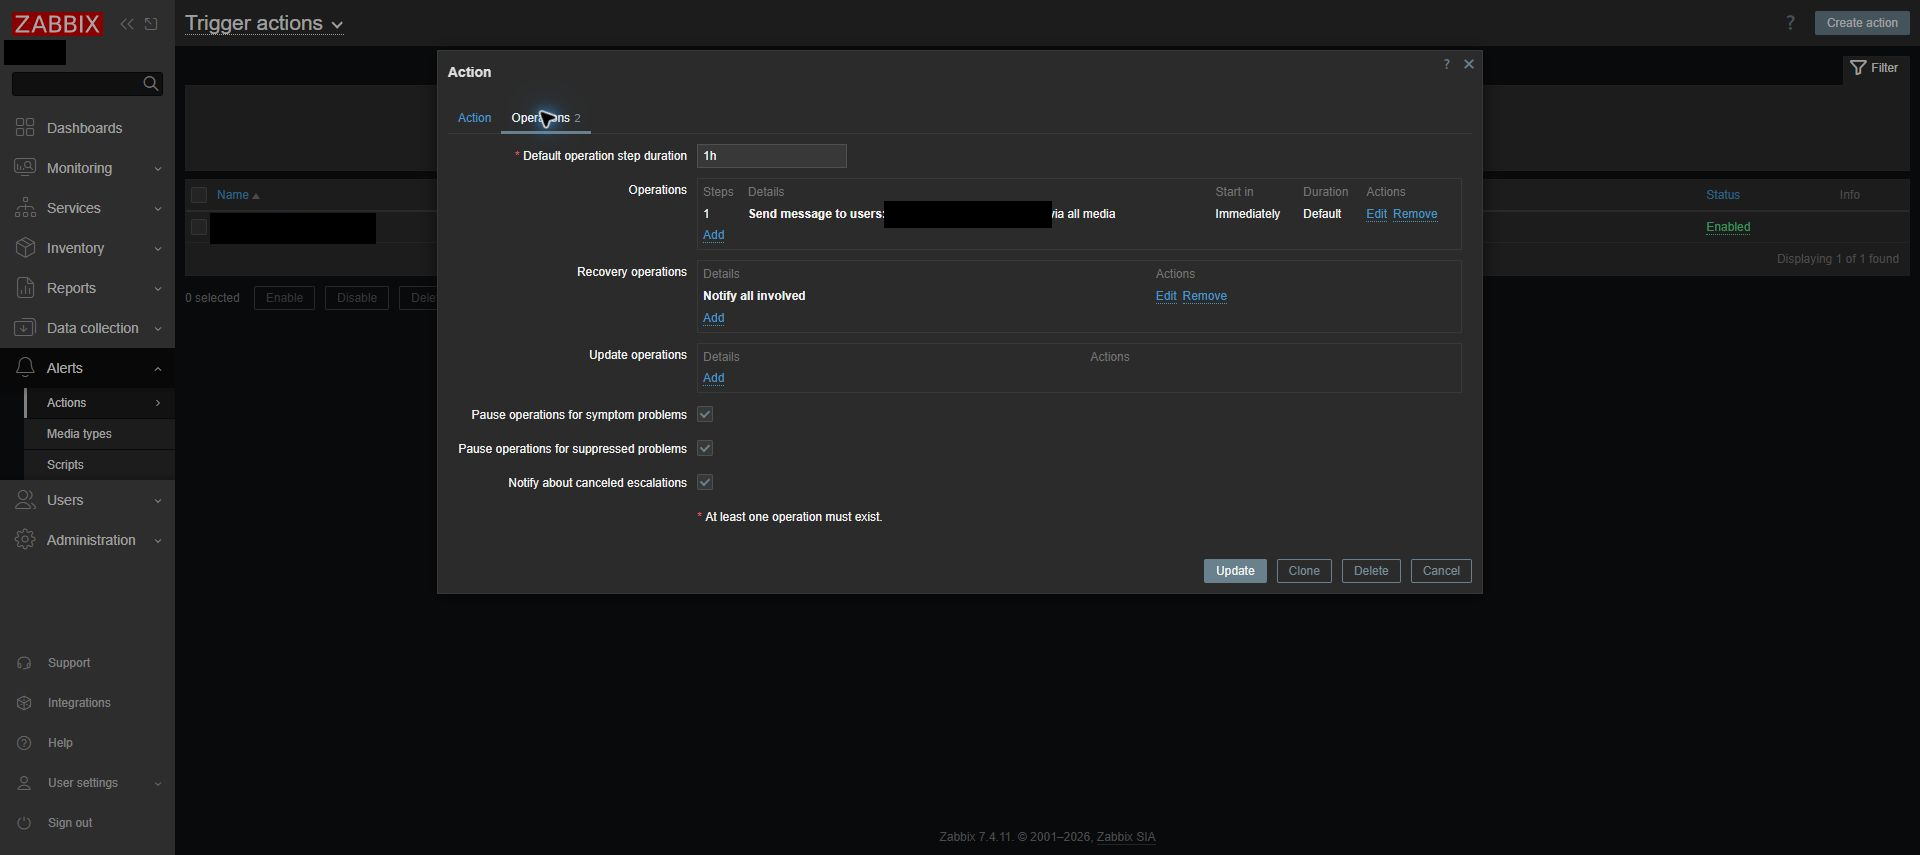 ZABBIX
Trigger actions
?
Create action
Filter
Dashboards
Monitoring
Services
Inventory
Reports
Data collection
Alerts
Actions
Media types
Scripts
Users
Administration
Support
Integrations
Help
User settings
Sign out
Name
Status
Info
Enabled
Displaying 1 of 1 found
0 selected
Enable
Disable
Action
?
Action
Operations 2
* Default operation step duration 1h
Operations
Steps Details Start in Duration Actions
1 Send message to users: via all media Immediately Default Edit Remove
Add
Recovery operations
Details Actions
Notify all involved Edit Remove
Add
Update operations
Details Actions
Add
Pause operations for symptom problems
Pause operations for suppressed problems
Notify about canceled escalations
* At least one operation must exist.
Update Clone Delete Cancel
Zabbix 7.4.11. © 2001–2026, Zabbix SIA